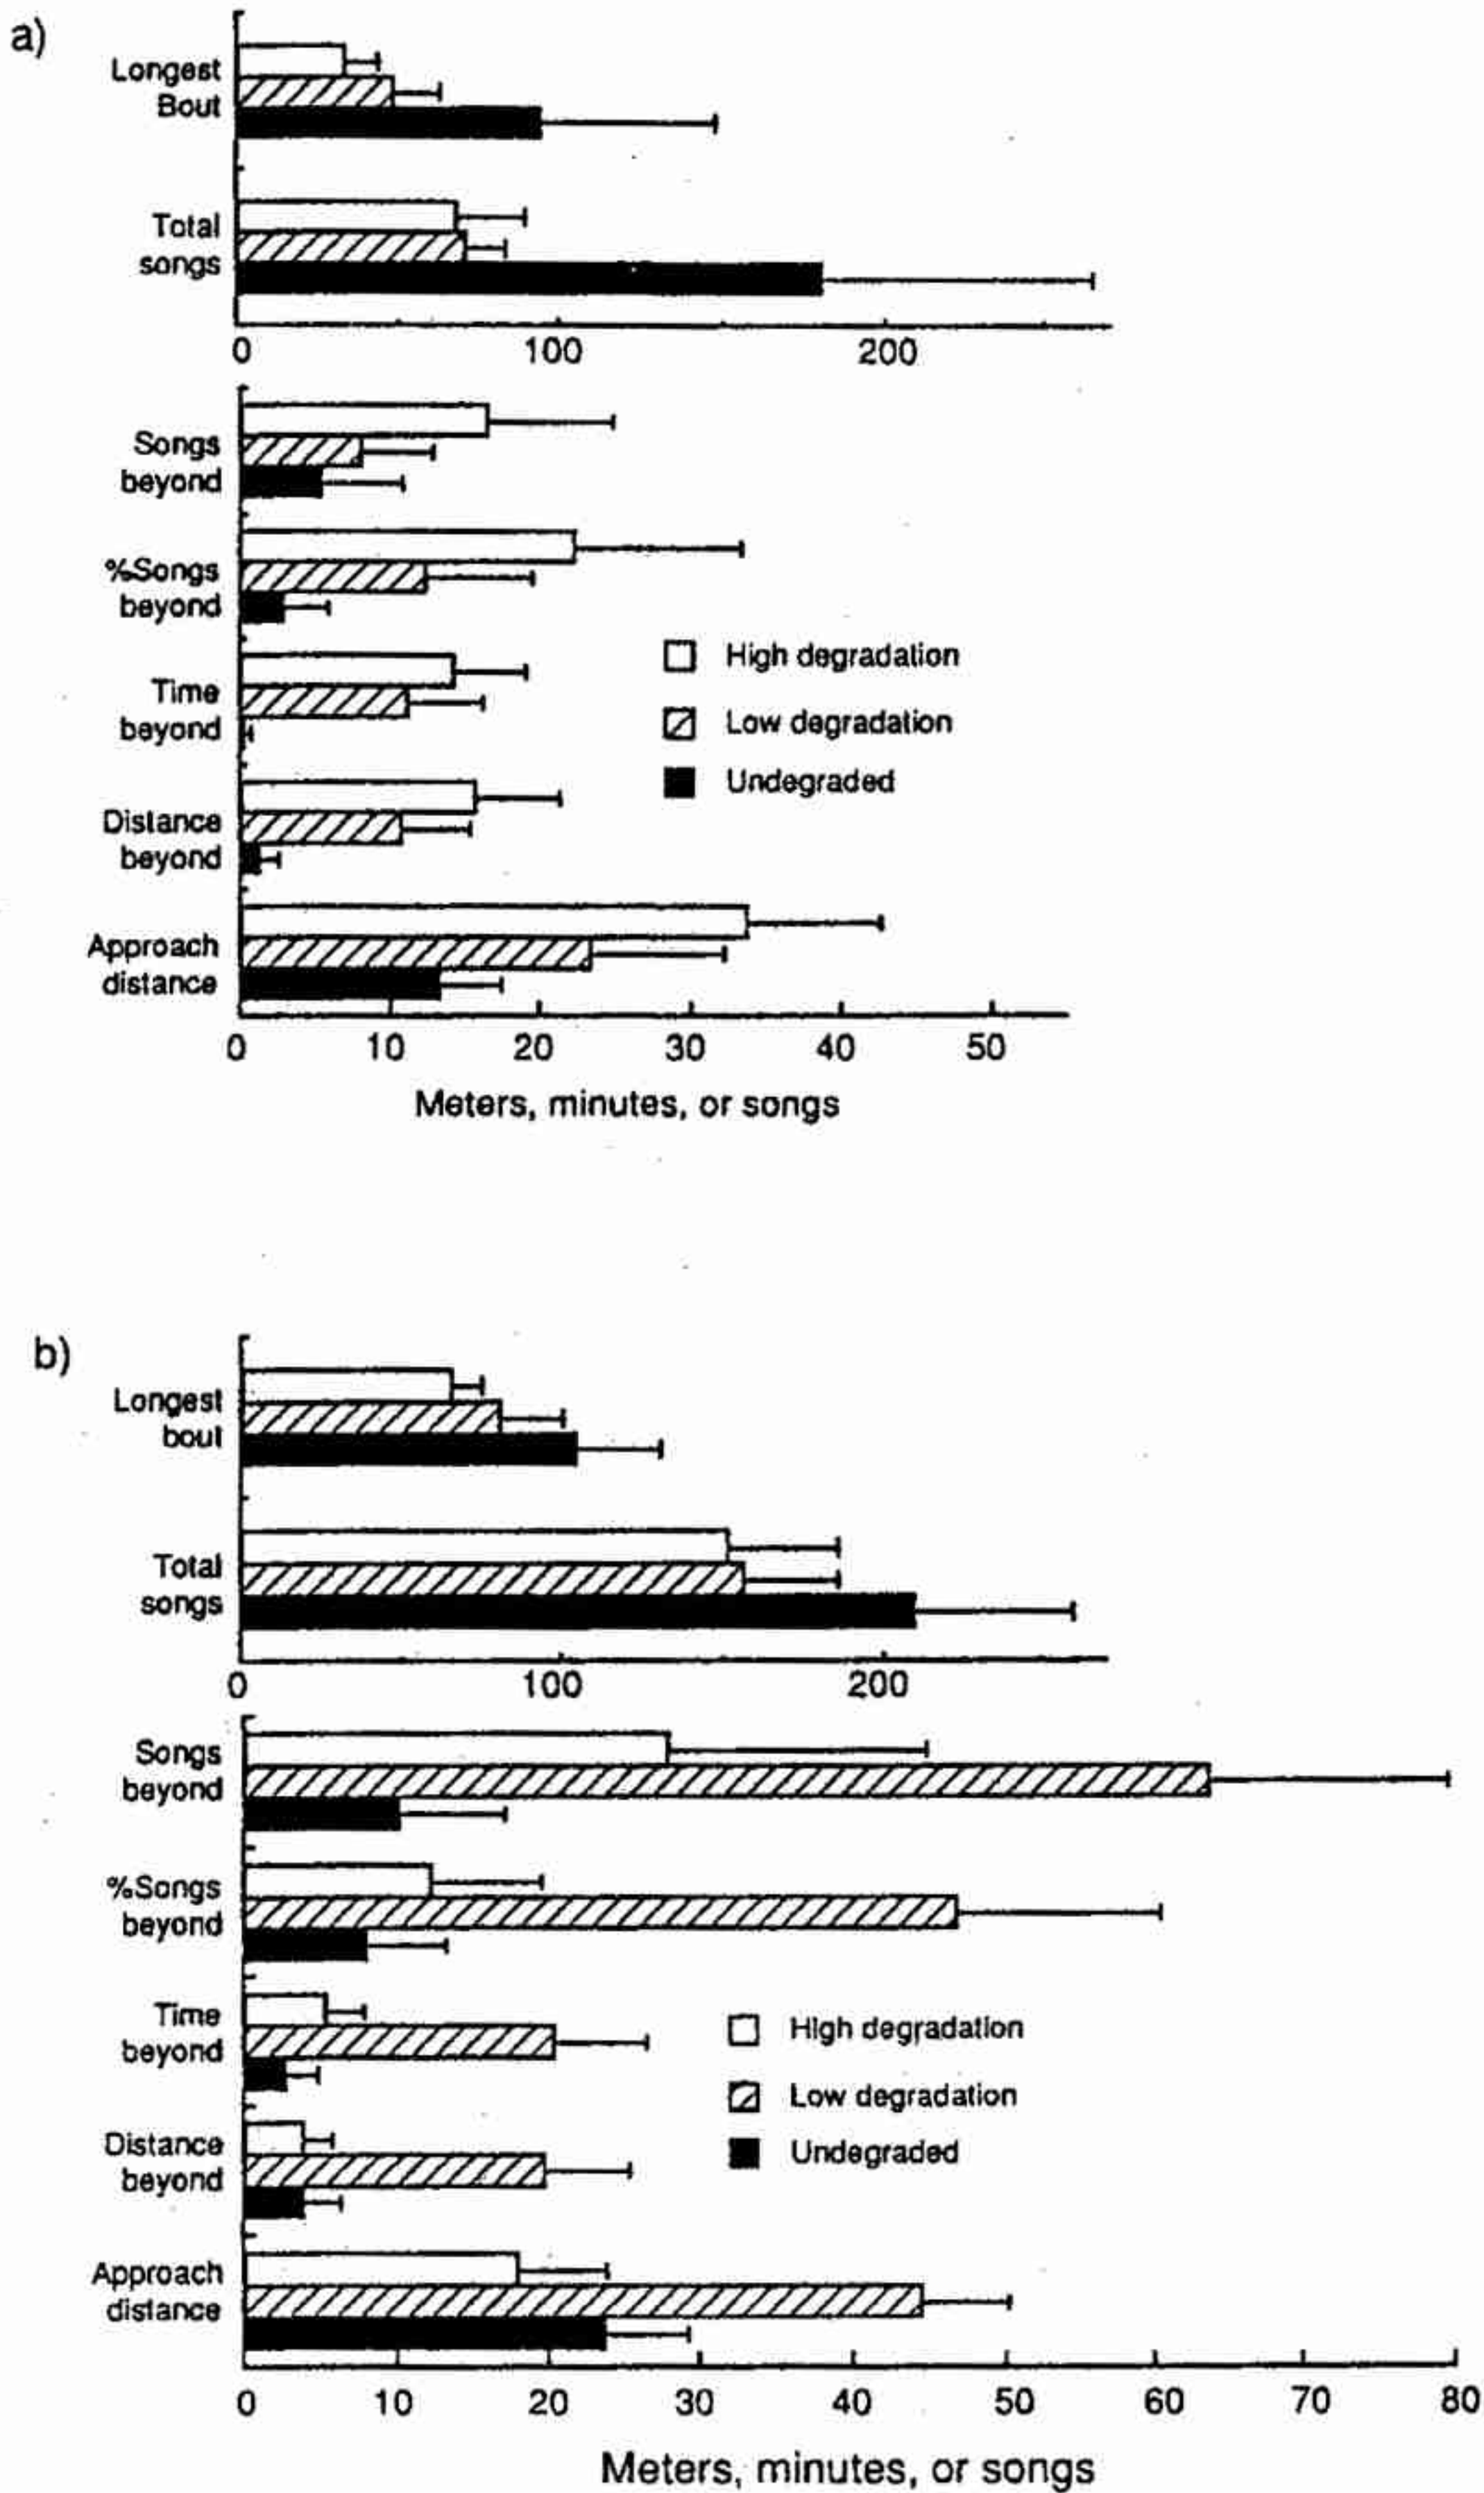 a)
Longest
Bout
Total
songs
0 100 200
Songs
beyond
%Songs
beyond
Time
beyond
Distance
beyond
Approach
distance
High degradation
Low degradation
Undegraded
0 10 20 30 40 50
Meters, minutes, or songs
b)
Longest
bout
Total
songs
0 100 200
Songs
beyond
%Songs
beyond
Time
beyond
Distance
beyond
Approach
distance
High degradation
Low degradation
Undegraded
0 10 20 30 40 50 60 70 80
Meters, minutes, or songs